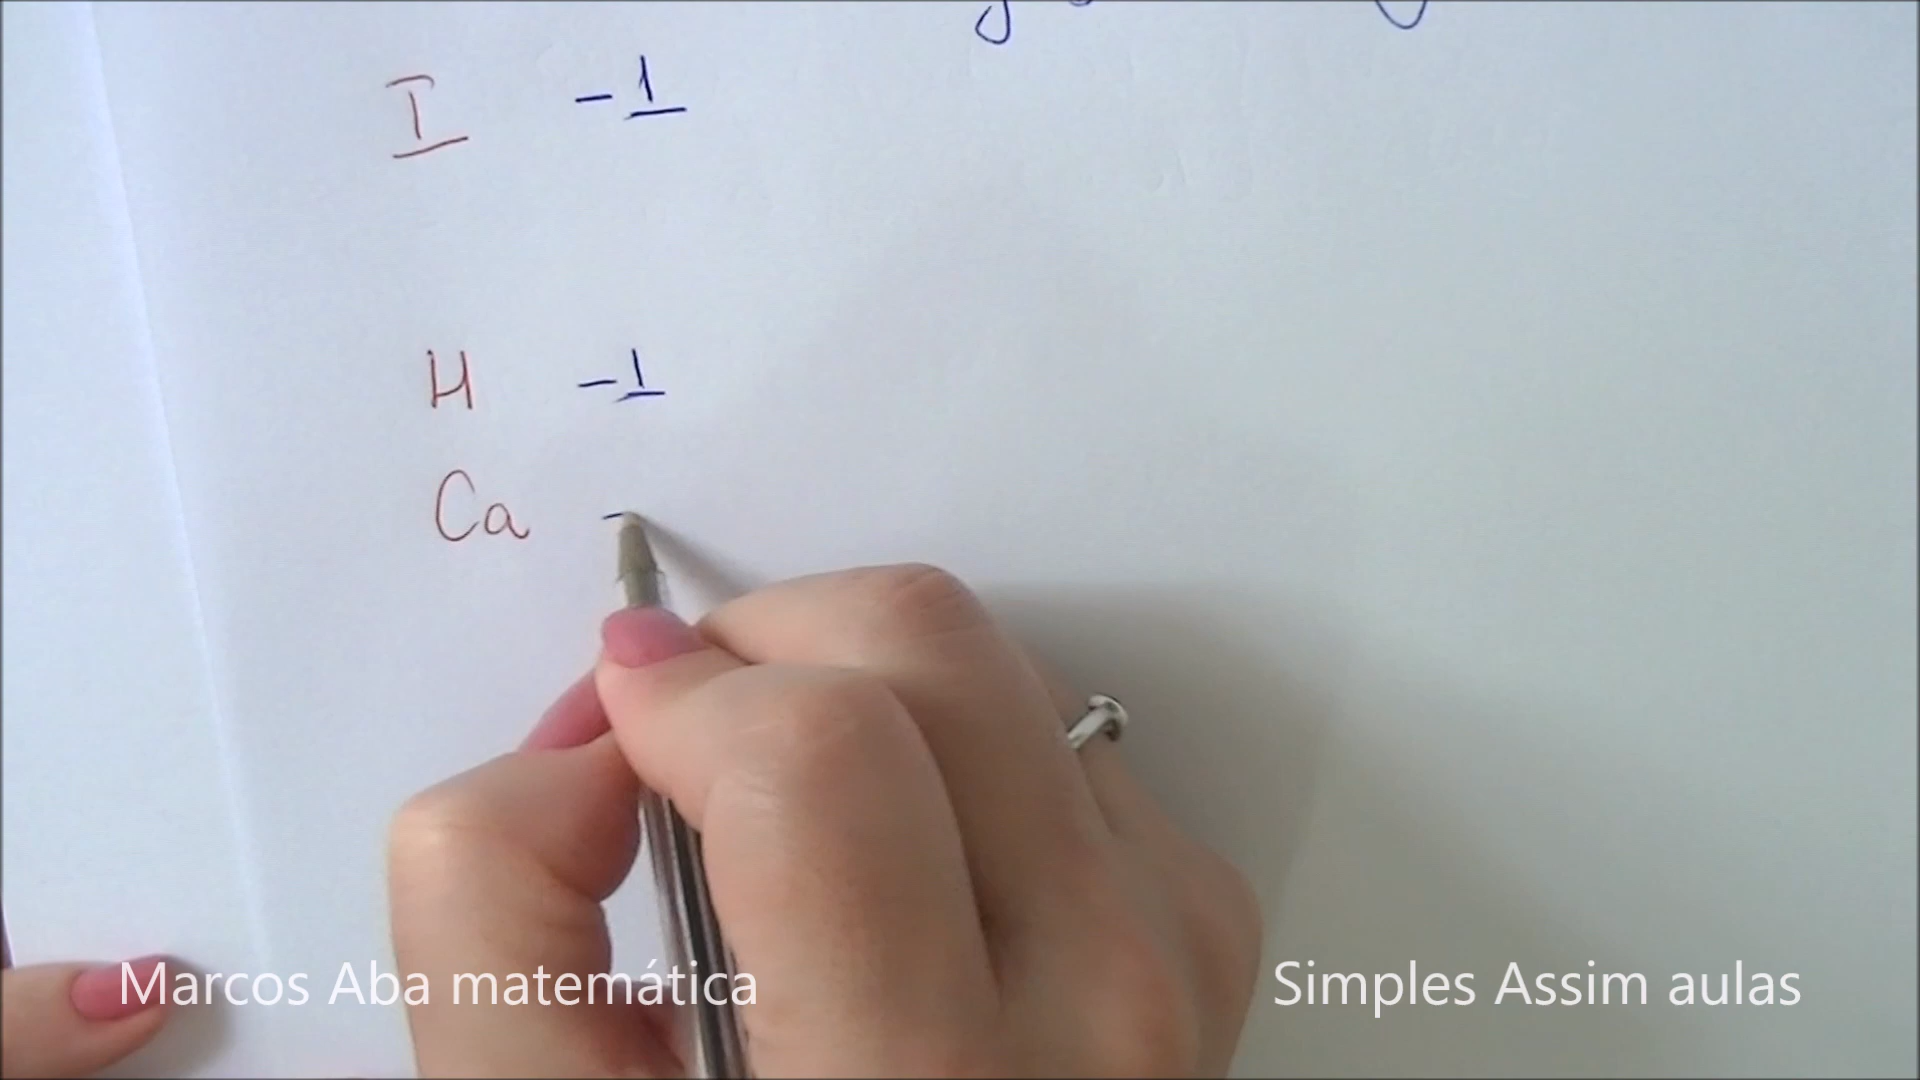 I -1
H -1
Ca -
Marcos Aba matemática
Simples Assim aulas